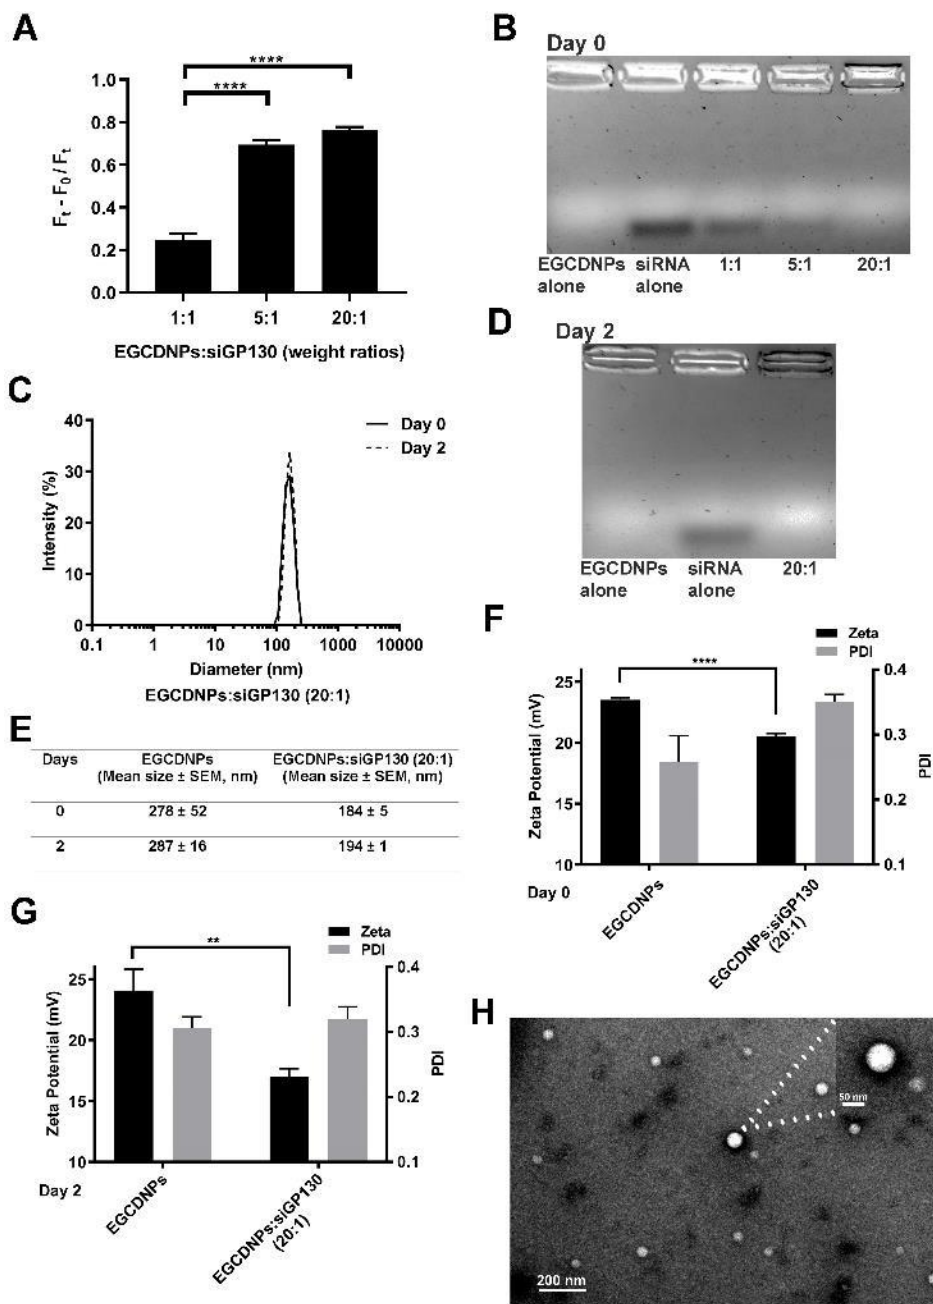 A
****
****
1.0
0.8
0.6
0.4
0.2
0.0
Ft - F0 / Ft
1:1 5:1 20:1
EGCDNPs:siGP130 (weight ratios)
B
Day 0
EGCDNPs alone
siRNA alone
1:1 5:1 20:1
C
Day 0
Day 2
40
30
20
10
0
Intensity (%)
0.1 1 10 100 1000 10000
Diameter (nm)
EGCDNPs:siGP130 (20:1)
D
Day 2
EGCDNPs alone
siRNA alone
20:1
E
Days EGCDNPs EGCDNPs:siGP130 (20:1)
(Mean size ± SEM, nm) (Mean size ± SEM, nm)
0 278 ± 52 184 ± 5
2 287 ± 16 194 ± 1
F
Zeta
PDI
****
25
20
15
10
Zeta Potential (mV)
0.4
0.3
0.2
0.1
PDI
Day 0
EGCDNPs
EGCDNPs:siGP130
(20:1)
G
Zeta
PDI
**
25
20
15
10
Zeta Potential (mV)
0.4
0.3
0.2
0.1
PDI
Day 2
EGCDNPs
EGCDNPs:siGP130
(20:1)
H
50 nm
200 nm